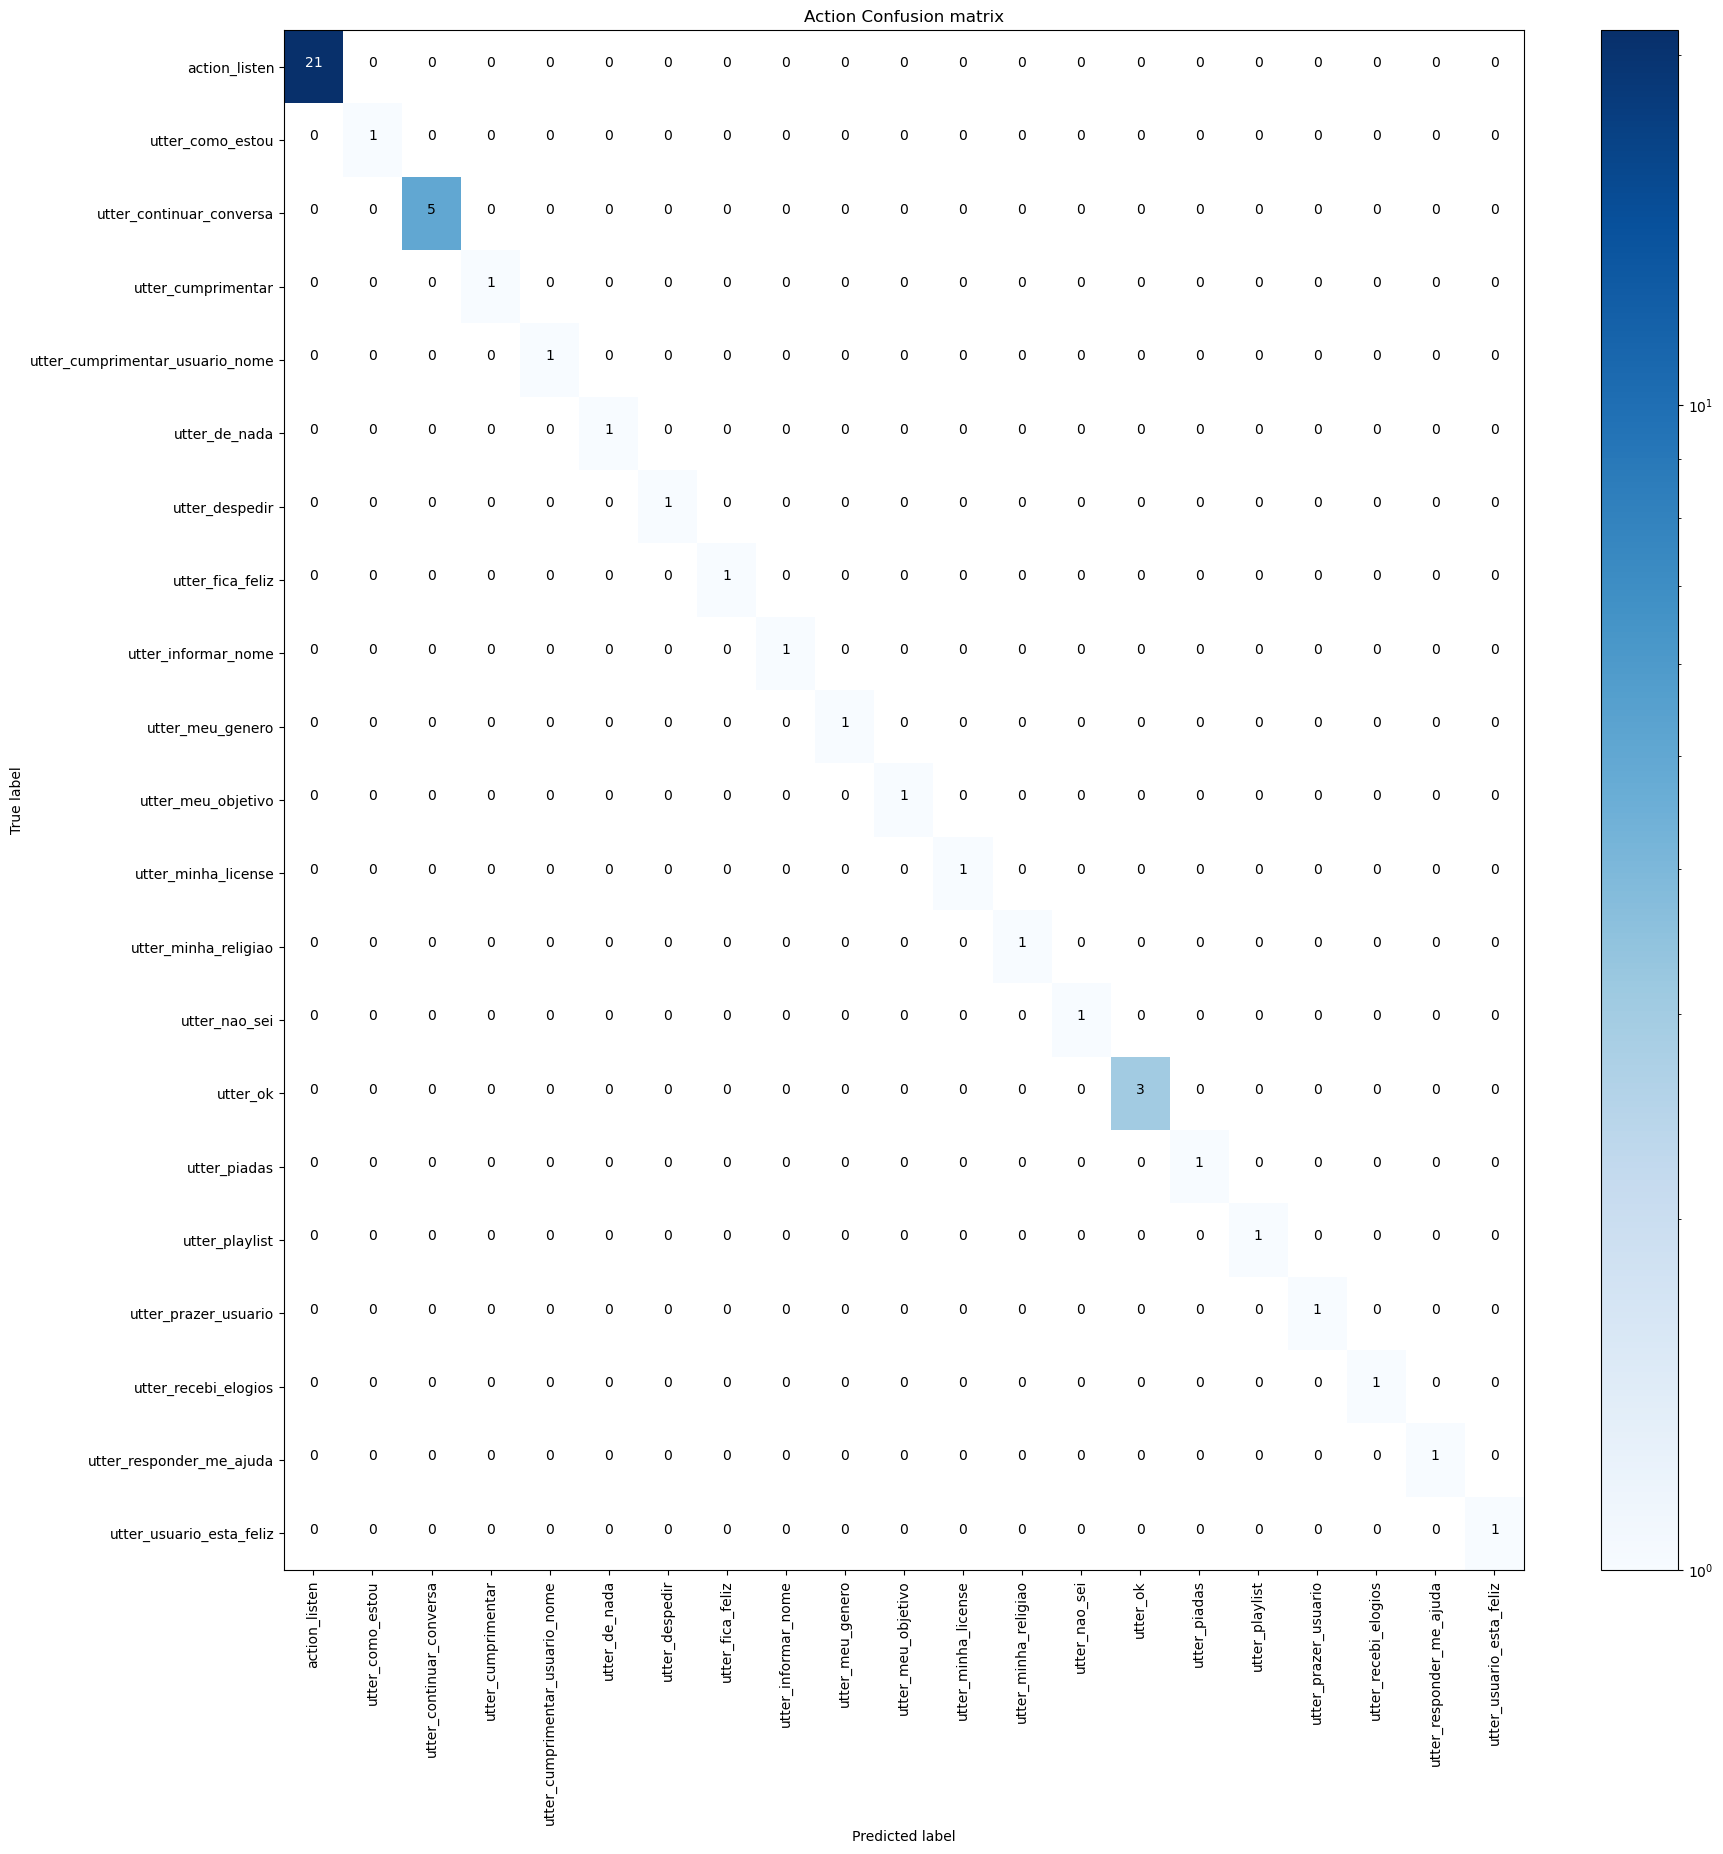 Action Confusion matrix
action_listen 21 0 0 0 0 0 0 0 0 0 0 0 0 0 0 0 0 0 0 0 0
utter_como_estou 0 1 0 0 0 0 0 0 0 0 0 0 0 0 0 0 0 0 0 0 0
utter_continuar_conversa 0 0 5 0 0 0 0 0 0 0 0 0 0 0 0 0 0 0 0 0 0
utter_cumprimentar 0 0 0 1 0 0 0 0 0 0 0 0 0 0 0 0 0 0 0 0 0
utter_cumprimentar_usuario_nome 0 0 0 0 1 0 0 0 0 0 0 0 0 0 0 0 0 0 0 0 0
utter_de_nada 0 0 0 0 0 1 0 0 0 0 0 0 0 0 0 0 0 0 0 0 0
10¹
utter_despedir 0 0 0 0 0 0 1 0 0 0 0 0 0 0 0 0 0 0 0 0 0
utter_fica_feliz 0 0 0 0 0 0 0 1 0 0 0 0 0 0 0 0 0 0 0 0 0
utter_informar_nome 0 0 0 0 0 0 0 0 1 0 0 0 0 0 0 0 0 0 0 0 0
utter_meu_genero 0 0 0 0 0 0 0 0 0 1 0 0 0 0 0 0 0 0 0 0 0
utter_meu_objetivo 0 0 0 0 0 0 0 0 0 0 1 0 0 0 0 0 0 0 0 0 0
True label
utter_minha_license 0 0 0 0 0 0 0 0 0 0 0 1 0 0 0 0 0 0 0 0 0
utter_minha_religiao 0 0 0 0 0 0 0 0 0 0 0 0 1 0 0 0 0 0 0 0 0
utter_nao_sei 0 0 0 0 0 0 0 0 0 0 0 0 0 1 0 0 0 0 0 0 0
utter_ok 0 0 0 0 0 0 0 0 0 0 0 0 0 0 3 0 0 0 0 0 0
utter_piadas 0 0 0 0 0 0 0 0 0 0 0 0 0 0 0 1 0 0 0 0 0
utter_playlist 0 0 0 0 0 0 0 0 0 0 0 0 0 0 0 0 1 0 0 0 0
utter_prazer_usuario 0 0 0 0 0 0 0 0 0 0 0 0 0 0 0 0 0 1 0 0 0
utter_recebi_elogios 0 0 0 0 0 0 0 0 0 0 0 0 0 0 0 0 0 0 1 0 0
utter_responder_me_ajuda 0 0 0 0 0 0 0 0 0 0 0 0 0 0 0 0 0 0 0 1 0
utter_usuario_esta_feliz 0 0 0 0 0 0 0 0 0 0 0 0 0 0 0 0 0 0 0 0 1
10⁰
action_listen
utter_como_estou
utter_continuar_conversa
utter_cumprimentar
utter_cumprimentar_usuario_nome
utter_de_nada
utter_despedir
utter_fica_feliz
utter_informar_nome
utter_meu_genero
utter_meu_objetivo
utter_minha_license
utter_minha_religiao
utter_nao_sei
utter_ok
utter_piadas
utter_playlist
utter_prazer_usuario
utter_recebi_elogios
utter_responder_me_ajuda
utter_usuario_esta_feliz
Predicted label